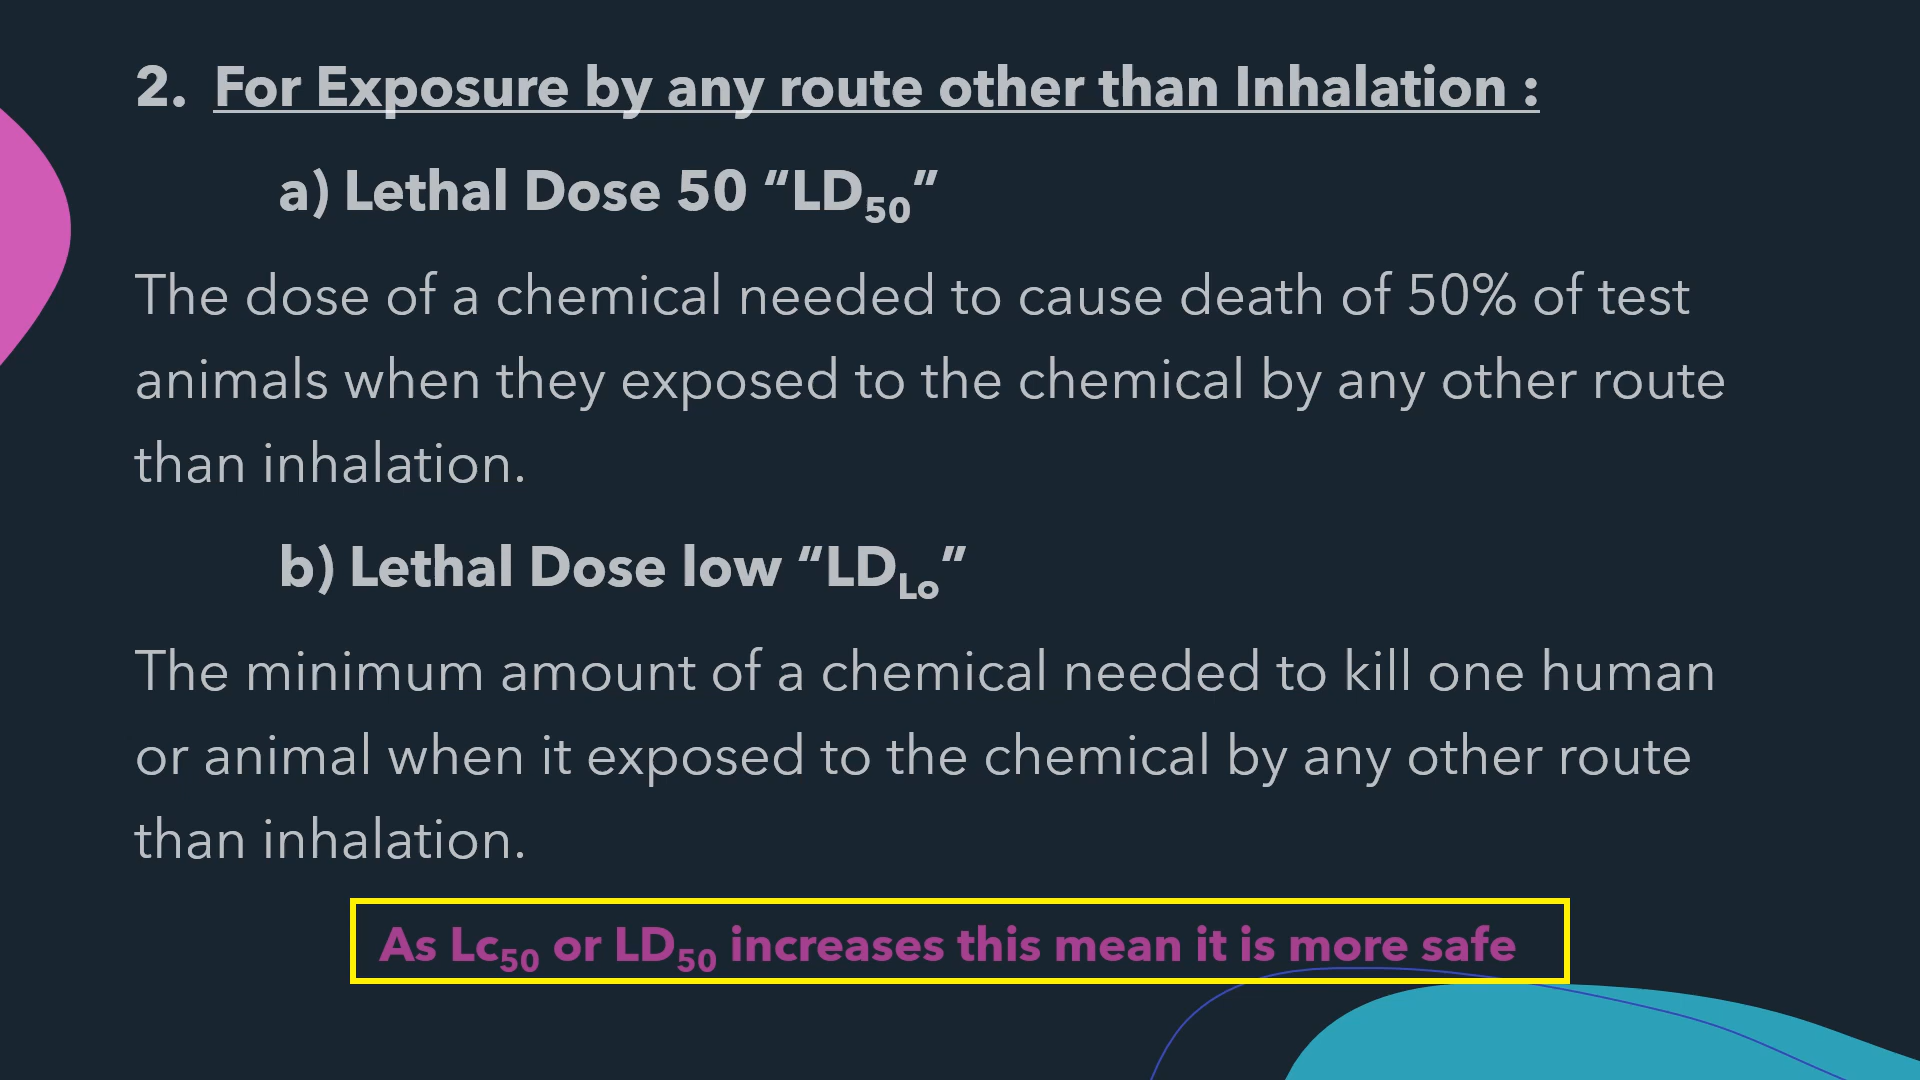 2. For Exposure by any route other than Inhalation :
a) Lethal Dose 50 “LD₅₀”
The dose of a chemical needed to cause death of 50% of test
animals when they exposed to the chemical by any other route
than inhalation.
b) Lethal Dose low “LD_Lo”
The minimum amount of a chemical needed to kill one human
or animal when it exposed to the chemical by any other route
than inhalation.
As Lc₅₀ or LD₅₀ increases this mean it is more safe